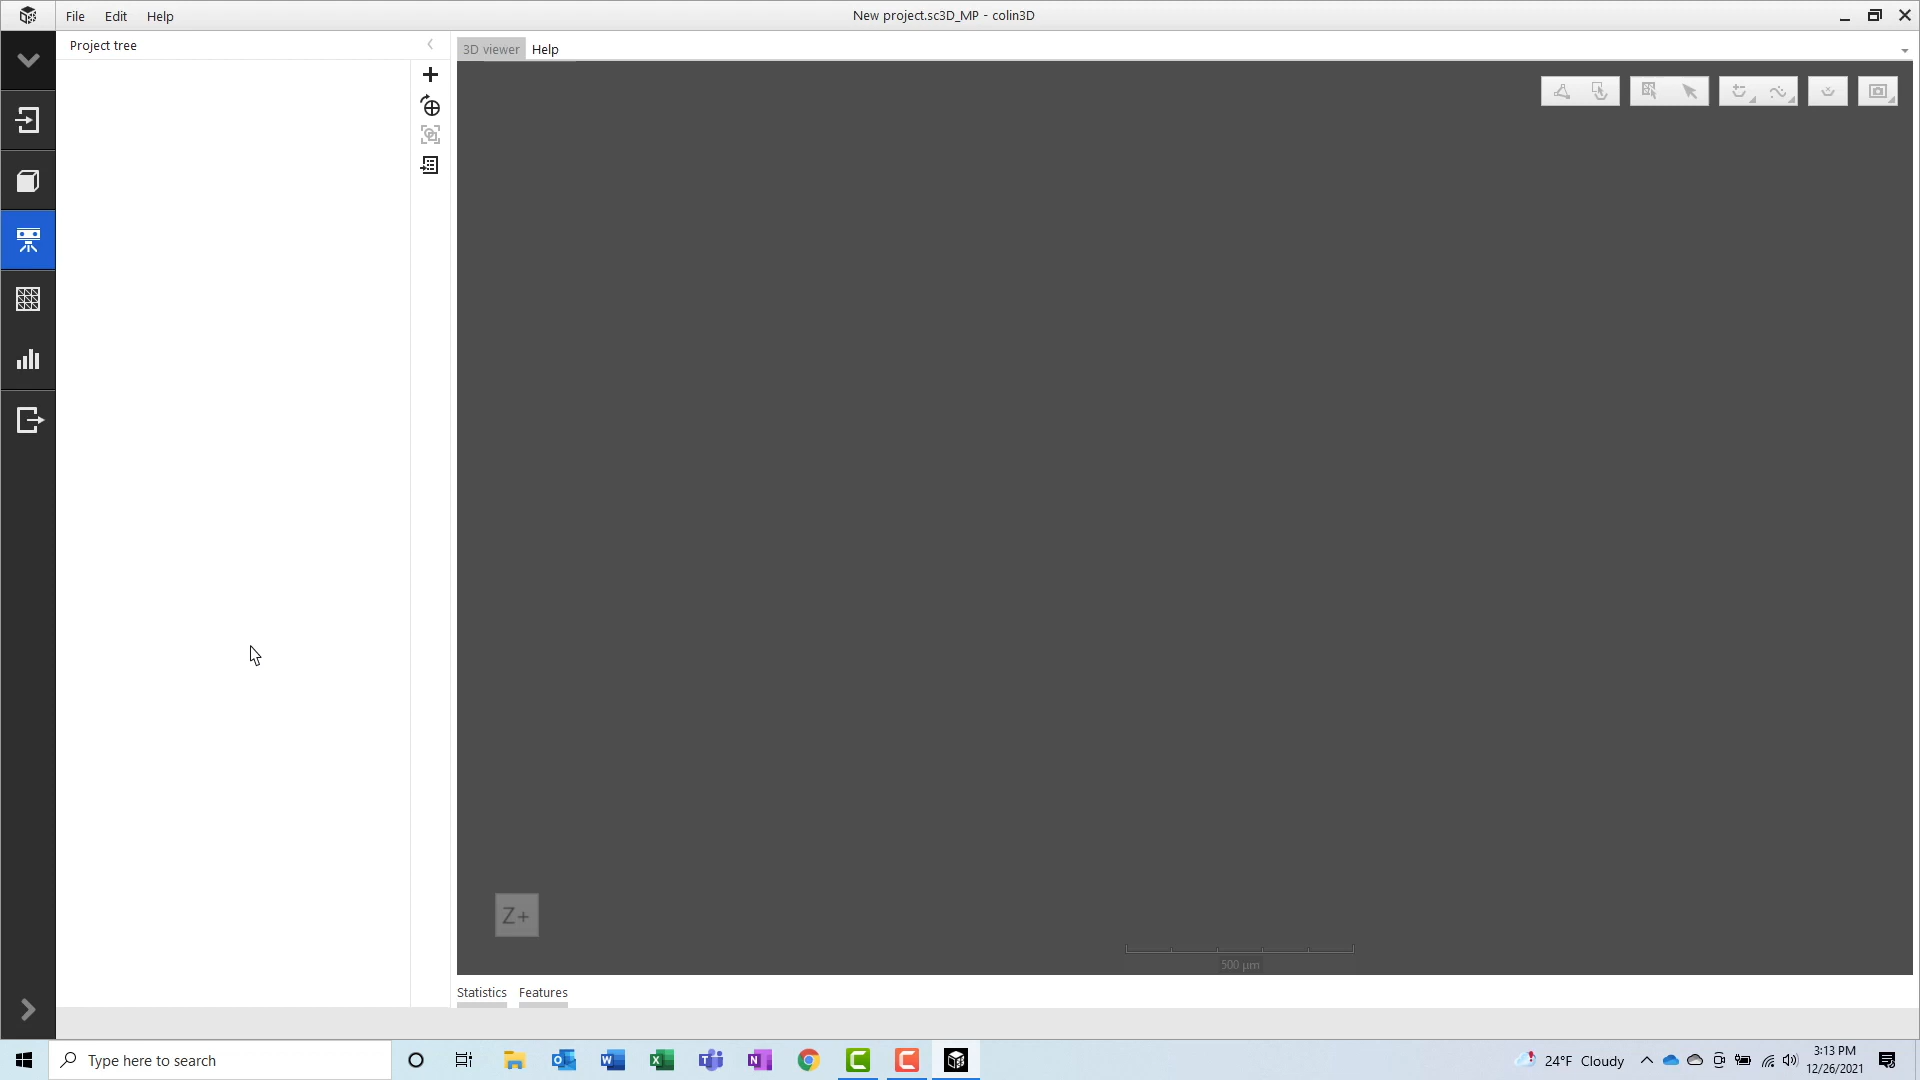 File Edit Help
New project.sc3D_MP - colin3D
Project tree
3D viewer Help
Z+
500 µm
Statistics Features
Type here to search
24°F Cloudy
3:13 PM
12/26/2021